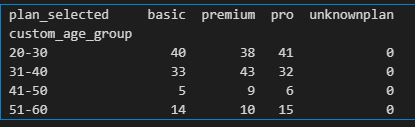 plan_selected basic premium pro unknownplan
custom_age_group
20-30 40 38 41 0
31-40 33 43 32 0
41-50 5 9 6 0
51-60 14 10 15 0